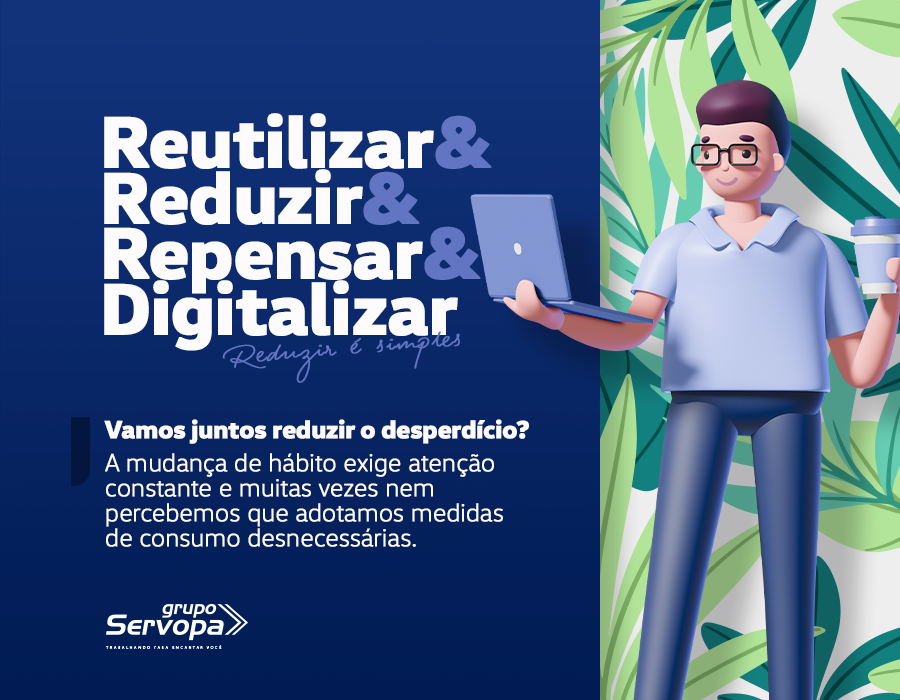 Reutilizar&
Reduzir&
Repensar&
Digitalizar
Reduzir é simples
Vamos juntos reduzir o desperdício?
A mudança de hábito exige atenção
constante e muitas vezes nem
percebemos que adotamos medidas
de consumo desnecessárias.
grupo
Servopa
TRABALHANDO PARA ENCANTAR VOCÊ